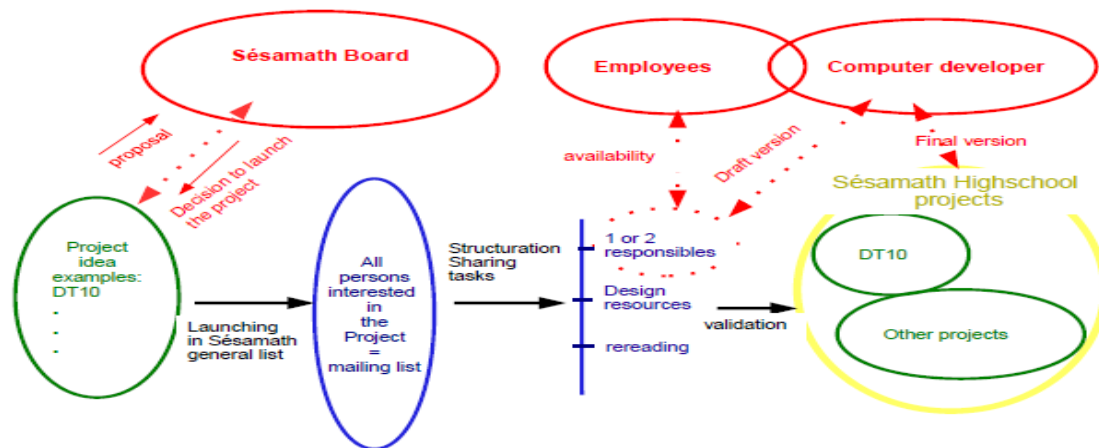 Sésamath Board
Employees
Computer developer
proposal
Decision to launch
the project
availability
Draft version
Final version
Sésamath Highschool
projects
Project
idea
examples:
DT10
.
.
.
Launching
in Sésamath
general list
All
persons
interested
in
the
Project
=
mailing list
Structuration
Sharing
tasks
1 or 2
responsibles
Design
resources
rereading
validation
DT10
Other projects